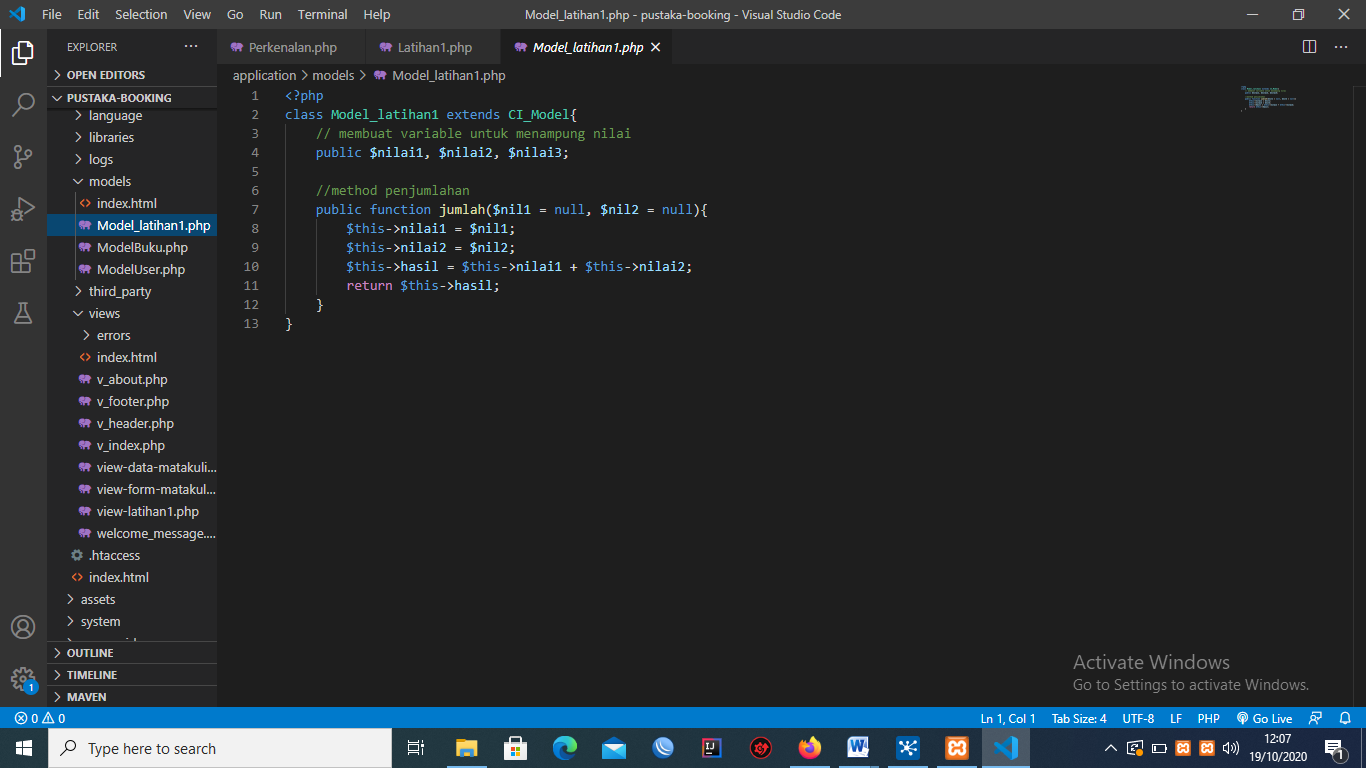 File Edit Selection View Go Run Terminal Help
Model_latihan1.php - pustaka-booking - Visual Studio Code
EXPLORER
OPEN EDITORS
PUSTAKA-BOOKING
language
libraries
logs
models
index.html
Model_latihan1.php
ModelBuku.php
ModelUser.php
third_party
views
errors
index.html
v_about.php
v_footer.php
v_header.php
v_index.php
view-data-matakuli...
view-form-matakul...
view-latihan1.php
welcome_message....
.htaccess
index.html
assets
system
OUTLINE
TIMELINE
MAVEN
Perkenalan.php Latihan1.php Model_latihan1.php
application > models > Model_latihan1.php
1 <?php
2 class Model_latihan1 extends CI_Model{
3 // membuat variable untuk menampung nilai
4 public $nilai1, $nilai2, $nilai3;
5
6 //method penjumlahan
7 public function jumlah($nil1 = null, $nil2 = null){
8 $this->nilai1 = $nil1;
9 $this->nilai2 = $nil2;
10 $this->hasil = $this->nilai1 + $this->nilai2;
11 return $this->hasil;
12 }
13 }
Activate Windows
Go to Settings to activate Windows.
1
0 0
Ln 1, Col 1 Tab Size: 4 UTF-8 LF PHP Go Live
Type here to search
12:07
19/10/2020
1